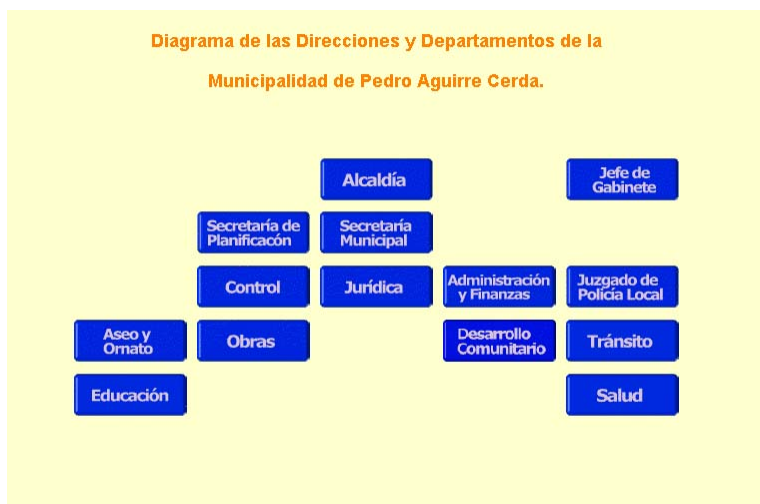 Diagrama de las Direcciones y Departamentos de la
Municipalidad de Pedro Aguirre Cerda.
Alcaldía
Jefe de
Gabinete
Secretaría de
Planificacón
Secretaría
Municipal
Control
Jurídica
Administración
y Finanzas
Juzgado de
Policía Local
Aseo y
Ornato
Obras
Desarrollo
Comunitario
Tránsito
Educación
Salud